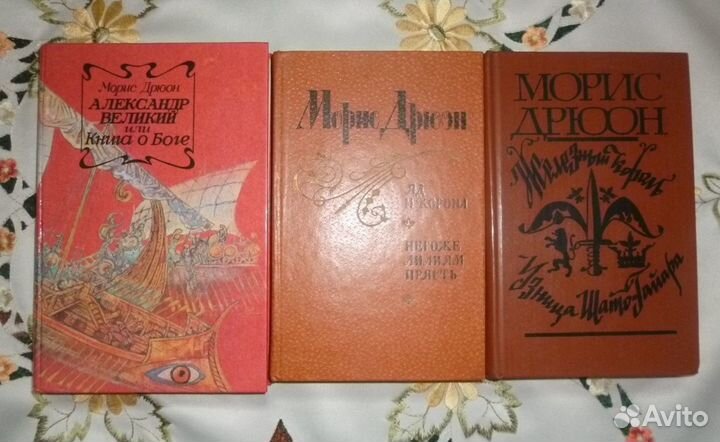 Морис Дрюон
АЛЕКСАНДР
ВЕЛИКИЙ
или
Книга о Боге
Морис Дрюон
ЯД
И КОРОНА
НЕГОЖЕ
ЛИЛИЯМ
ПРЯСТЬ
МОРИС
ДРЮОН
Железный король
Узница Шато-Гайара
Avito